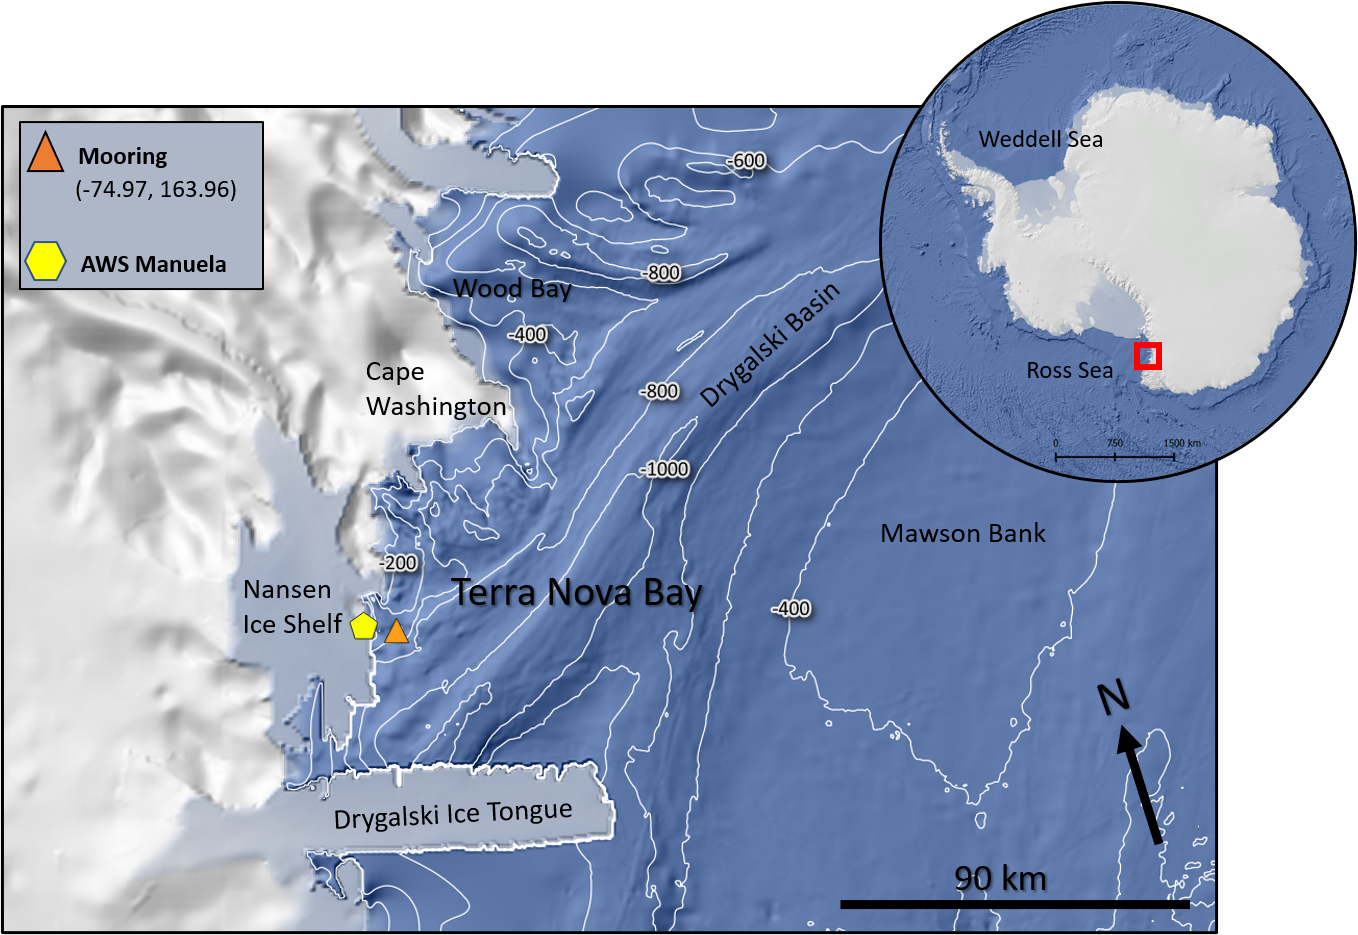 Mooring
(-74.97, 163.96)
AWS Manuela
Weddell Sea
Ross Sea
0 750 1500 km
-600
-800
Wood Bay
-400
Drygalski Basin
Cape
Washington
-800
-1000
Mawson Bank
-200
Nansen
Ice Shelf
Terra Nova Bay
-400
N
Drygalski Ice Tongue
90 km